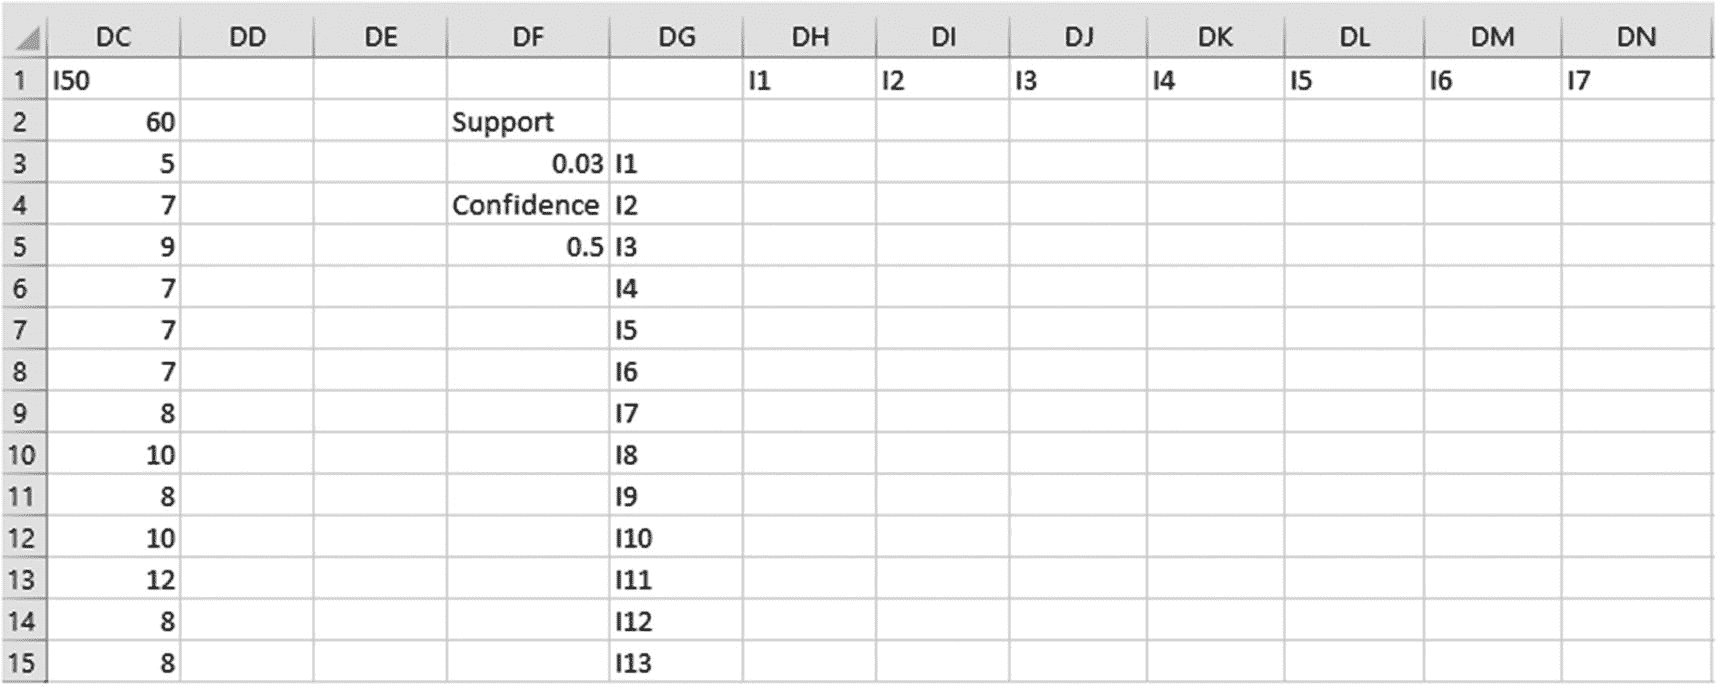 DC DD DE DF DG DH DI DJ DK DL DM DN
1 I50 I1 I2 I3 I4 I5 I6 I7
2 60 Support
3 5 0.03 I1
4 7 Confidence I2
5 9 0.5 I3
6 7 I4
7 7 I5
8 7 I6
9 8 I7
10 10 I8
11 8 I9
12 10 I10
13 12 I11
14 8 I12
15 8 I13